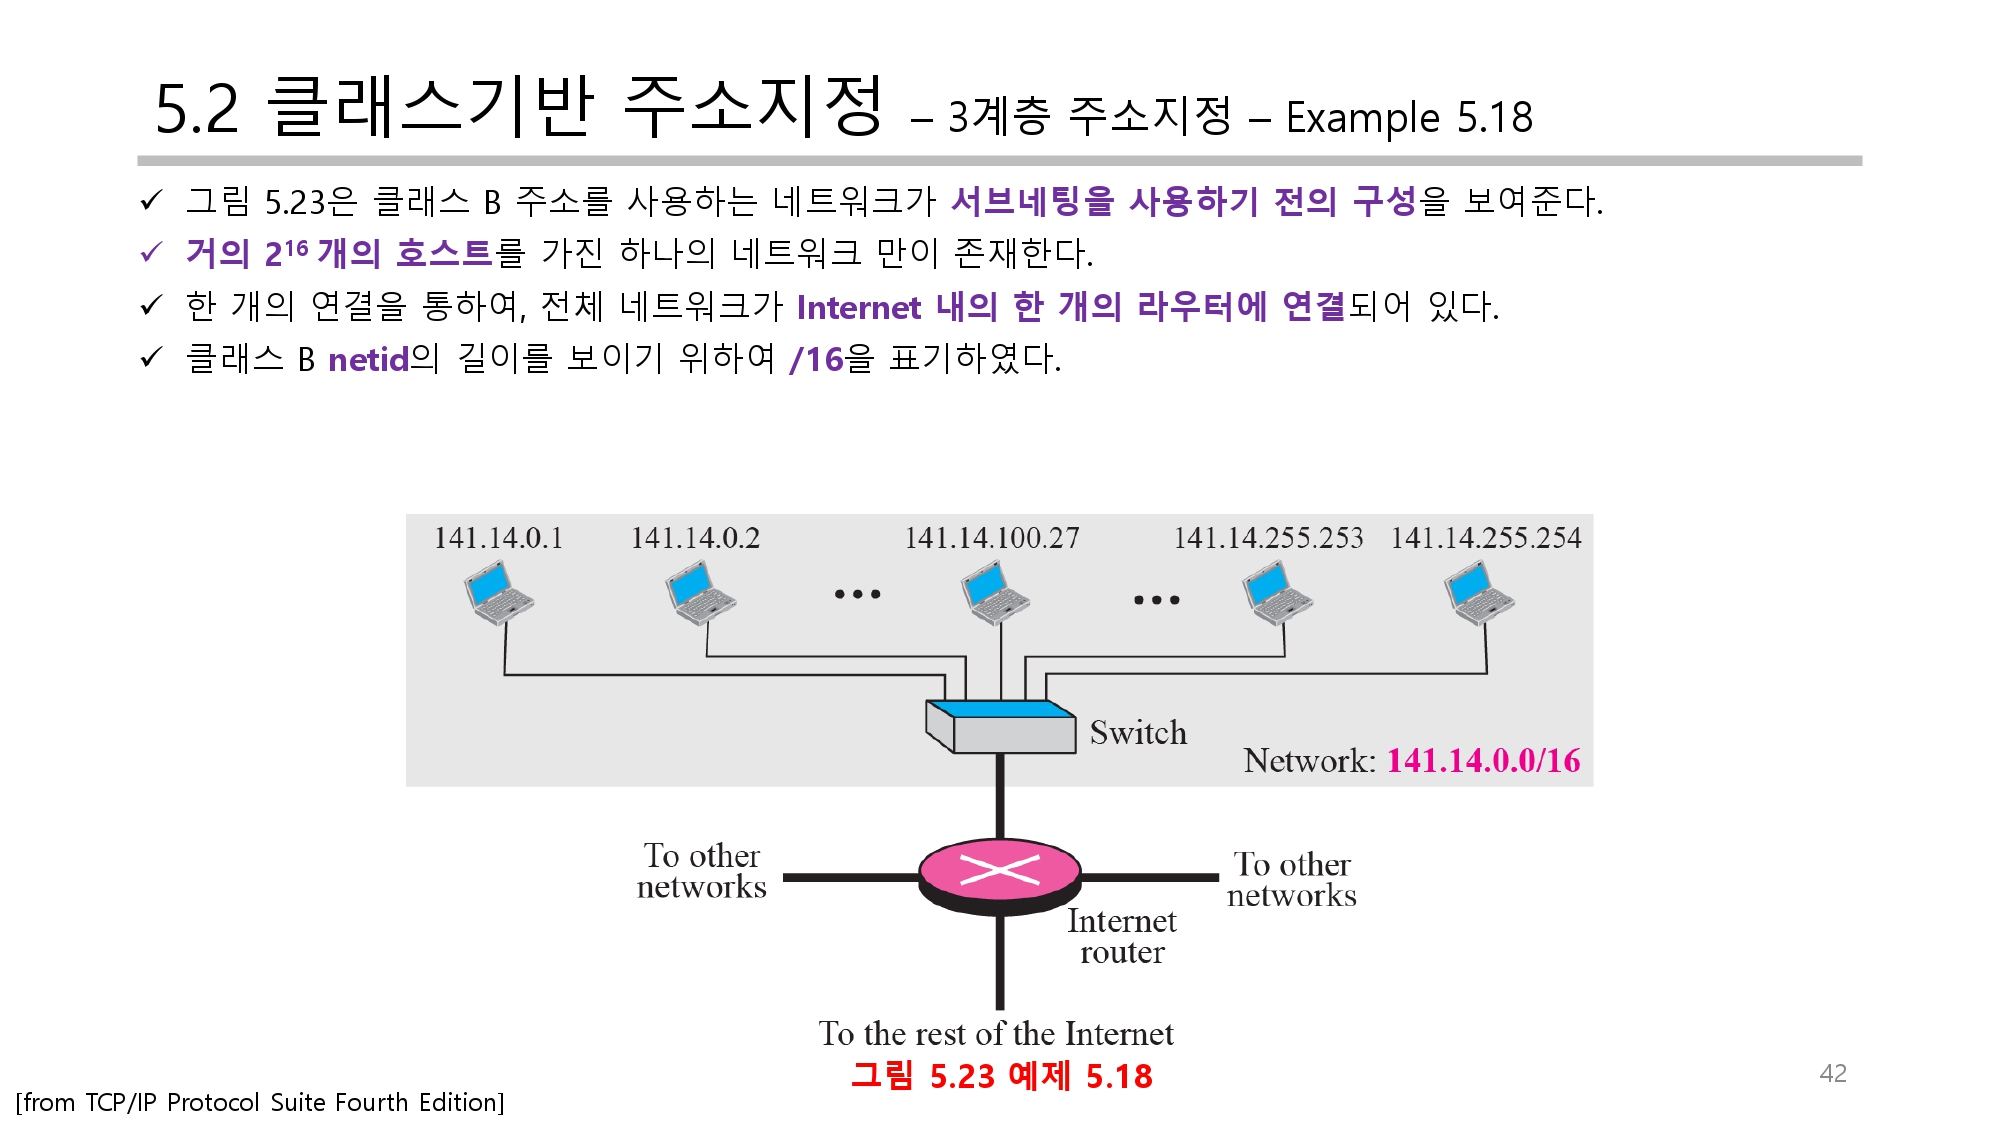 5.2 클래스기반 주소지정 – 3계층 주소지정 – Example 5.18
✓ 그림 5.23은 클래스 B 주소를 사용하는 네트워크가 서브네팅을 사용하기 전의 구성을 보여준다.
✓ 거의 2¹⁶ 개의 호스트를 가진 하나의 네트워크 만이 존재한다.
✓ 한 개의 연결을 통하여, 전체 네트워크가 Internet 내의 한 개의 라우터에 연결되어 있다.
✓ 클래스 B netid의 길이를 보이기 위하여 /16을 표기하였다.
141.14.0.1 141.14.0.2 141.14.100.27 141.14.255.253 141.14.255.254
Switch
Network: 141.14.0.0/16
To other
networks
To other
networks
Internet
router
To the rest of the Internet
그림 5.23 예제 5.18
42
[from TCP/IP Protocol Suite Fourth Edition]